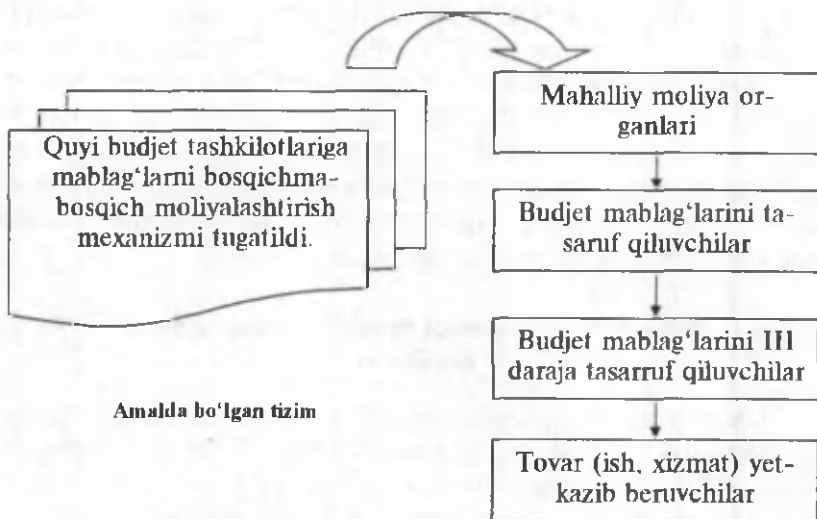 Quyi budjet tashkilotlariga
mablag‘larni bosqichma-
bosqich moliyalashtirish
mexanizmi tugatildi.
Amalda bo‘lgan tizim
Mahalliy moliya or-
ganlari
Budjet mablag‘larini ta-
saruf qiluvchilar
Budjet mablag‘larini III
daraja tasarruf qiluvchilar
Tovar (ish, xizmat) yet-
kazib beruvchilar